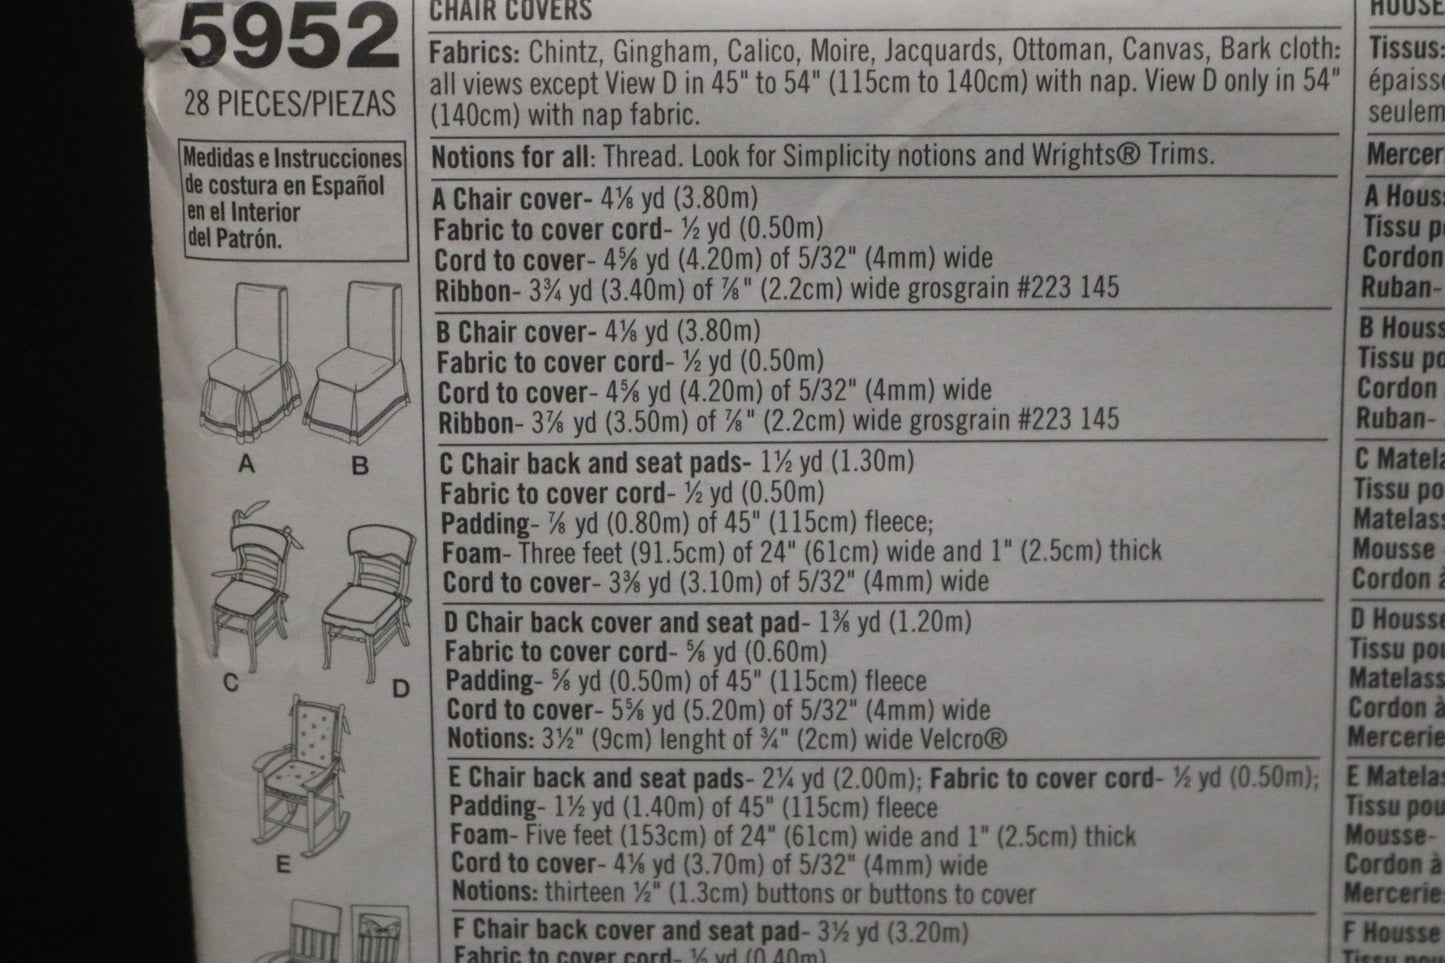 5952
28 PIECES/PIEZAS
Medidas e Instrucciones
de costura en Español
en el Interior
del Patrón.
A
B
C
D
E
CHAIR COVERS
Fabrics: Chintz, Gingham, Calico, Moire, Jacquards, Ottoman, Canvas, Bark cloth:
all views except View D in 45" to 54" (115cm to 140cm) with nap. View D only in 54"
(140cm) with nap fabric.
Notions for all: Thread. Look for Simplicity notions and Wrights® Trims.
A Chair cover- 4⅛ yd (3.80m)
Fabric to cover cord- ½ yd (0.50m)
Cord to cover- 4⅝ yd (4.20m) of 5/32" (4mm) wide
Ribbon- 3¾ yd (3.40m) of ⅞" (2.2cm) wide grosgrain #223 145
B Chair cover- 4⅛ yd (3.80m)
Fabric to cover cord- ½ yd (0.50m)
Cord to cover- 4⅝ yd (4.20m) of 5/32" (4mm) wide
Ribbon- 3⅞ yd (3.50m) of ⅞" (2.2cm) wide grosgrain #223 145
C Chair back and seat pads- 1½ yd (1.30m)
Fabric to cover cord- ½ yd (0.50m)
Padding- ⅞ yd (0.80m) of 45" (115cm) fleece;
Foam- Three feet (91.5cm) of 24" (61cm) wide and 1" (2.5cm) thick
Cord to cover- 3⅜ yd (3.10m) of 5/32" (4mm) wide
D Chair back cover and seat pad- 1⅜ yd (1.20m)
Fabric to cover cord- ⅝ yd (0.60m)
Padding- ⅝ yd (0.50m) of 45" (115cm) fleece
Cord to cover- 5⅝ yd (5.20m) of 5/32" (4mm) wide
Notions: 3½" (9cm) lenght of ¾" (2cm) wide Velcro®
E Chair back and seat pads- 2¼ yd (2.00m); Fabric to cover cord- ½ yd (0.50m);
Padding- 1½ yd (1.40m) of 45" (115cm) fleece
Foam- Five feet (153cm) of 24" (61cm) wide and 1" (2.5cm) thick
Cord to cover- 4⅛ yd (3.70m) of 5/32" (4mm) wide
Notions: thirteen ½" (1.3cm) buttons or buttons to cover
F Chair back cover and seat pad- 3½ yd (3.20m)
Fabric to cover cord- yd (0.40m)
HOUSE
Tissus:
épaiss
seulem
Mercer
A Hous
Tissu p
Cordon
Ruban-
B Houss
Tissu po
Cordon
Ruban-
C Matela
Tissu po
Matelas
Mousse
Cordon à
D Housse
Tissu pou
Matelass
Cordon à
Mercerie
E Matela
Tissu pou
Mousse-
Cordon à
Mercerie
F Housse
Tissu pou